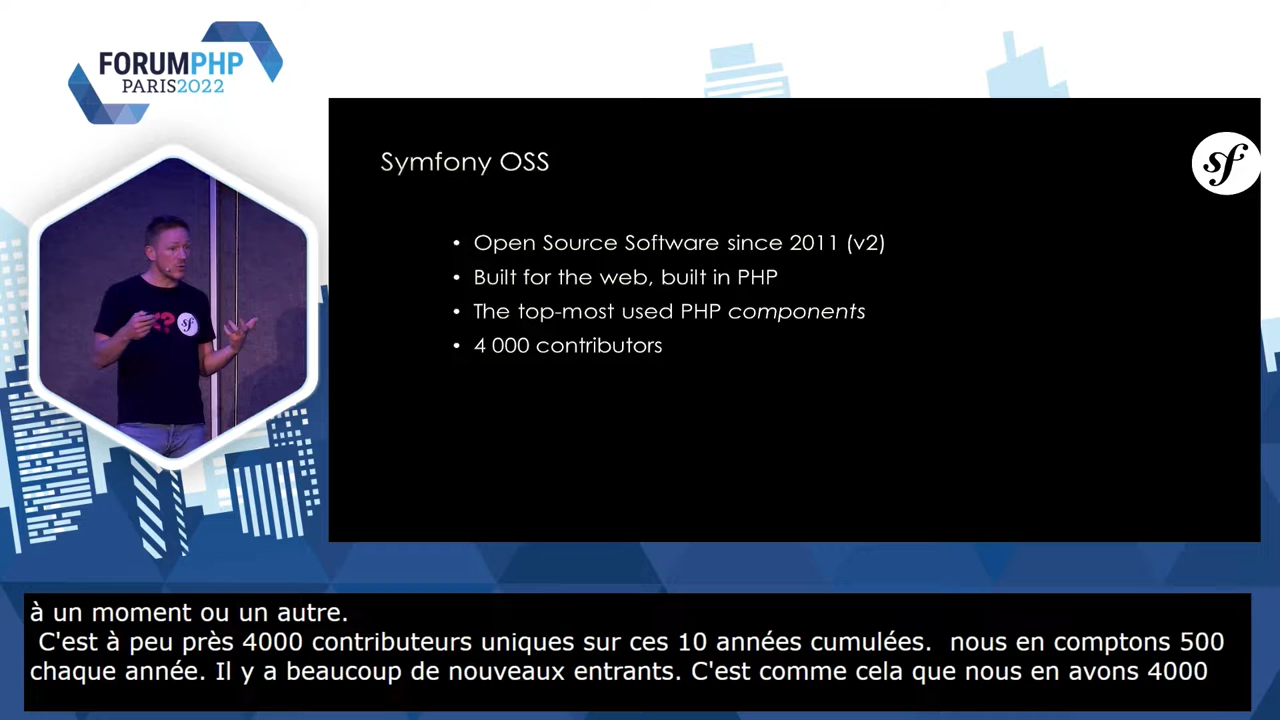 FORUMPHP
PARIS2022
Symfony OSS
sf
• Open Source Software since 2011 (v2)
• Built for the web, built in PHP
• The top-most used PHP components
• 4 000 contributors
sf
à un moment ou un autre.
C'est à peu près 4000 contributeurs uniques sur ces 10 années cumulées.  nous en comptons 500
chaque année. Il y a beaucoup de nouveaux entrants. C'est comme cela que nous en avons 4000